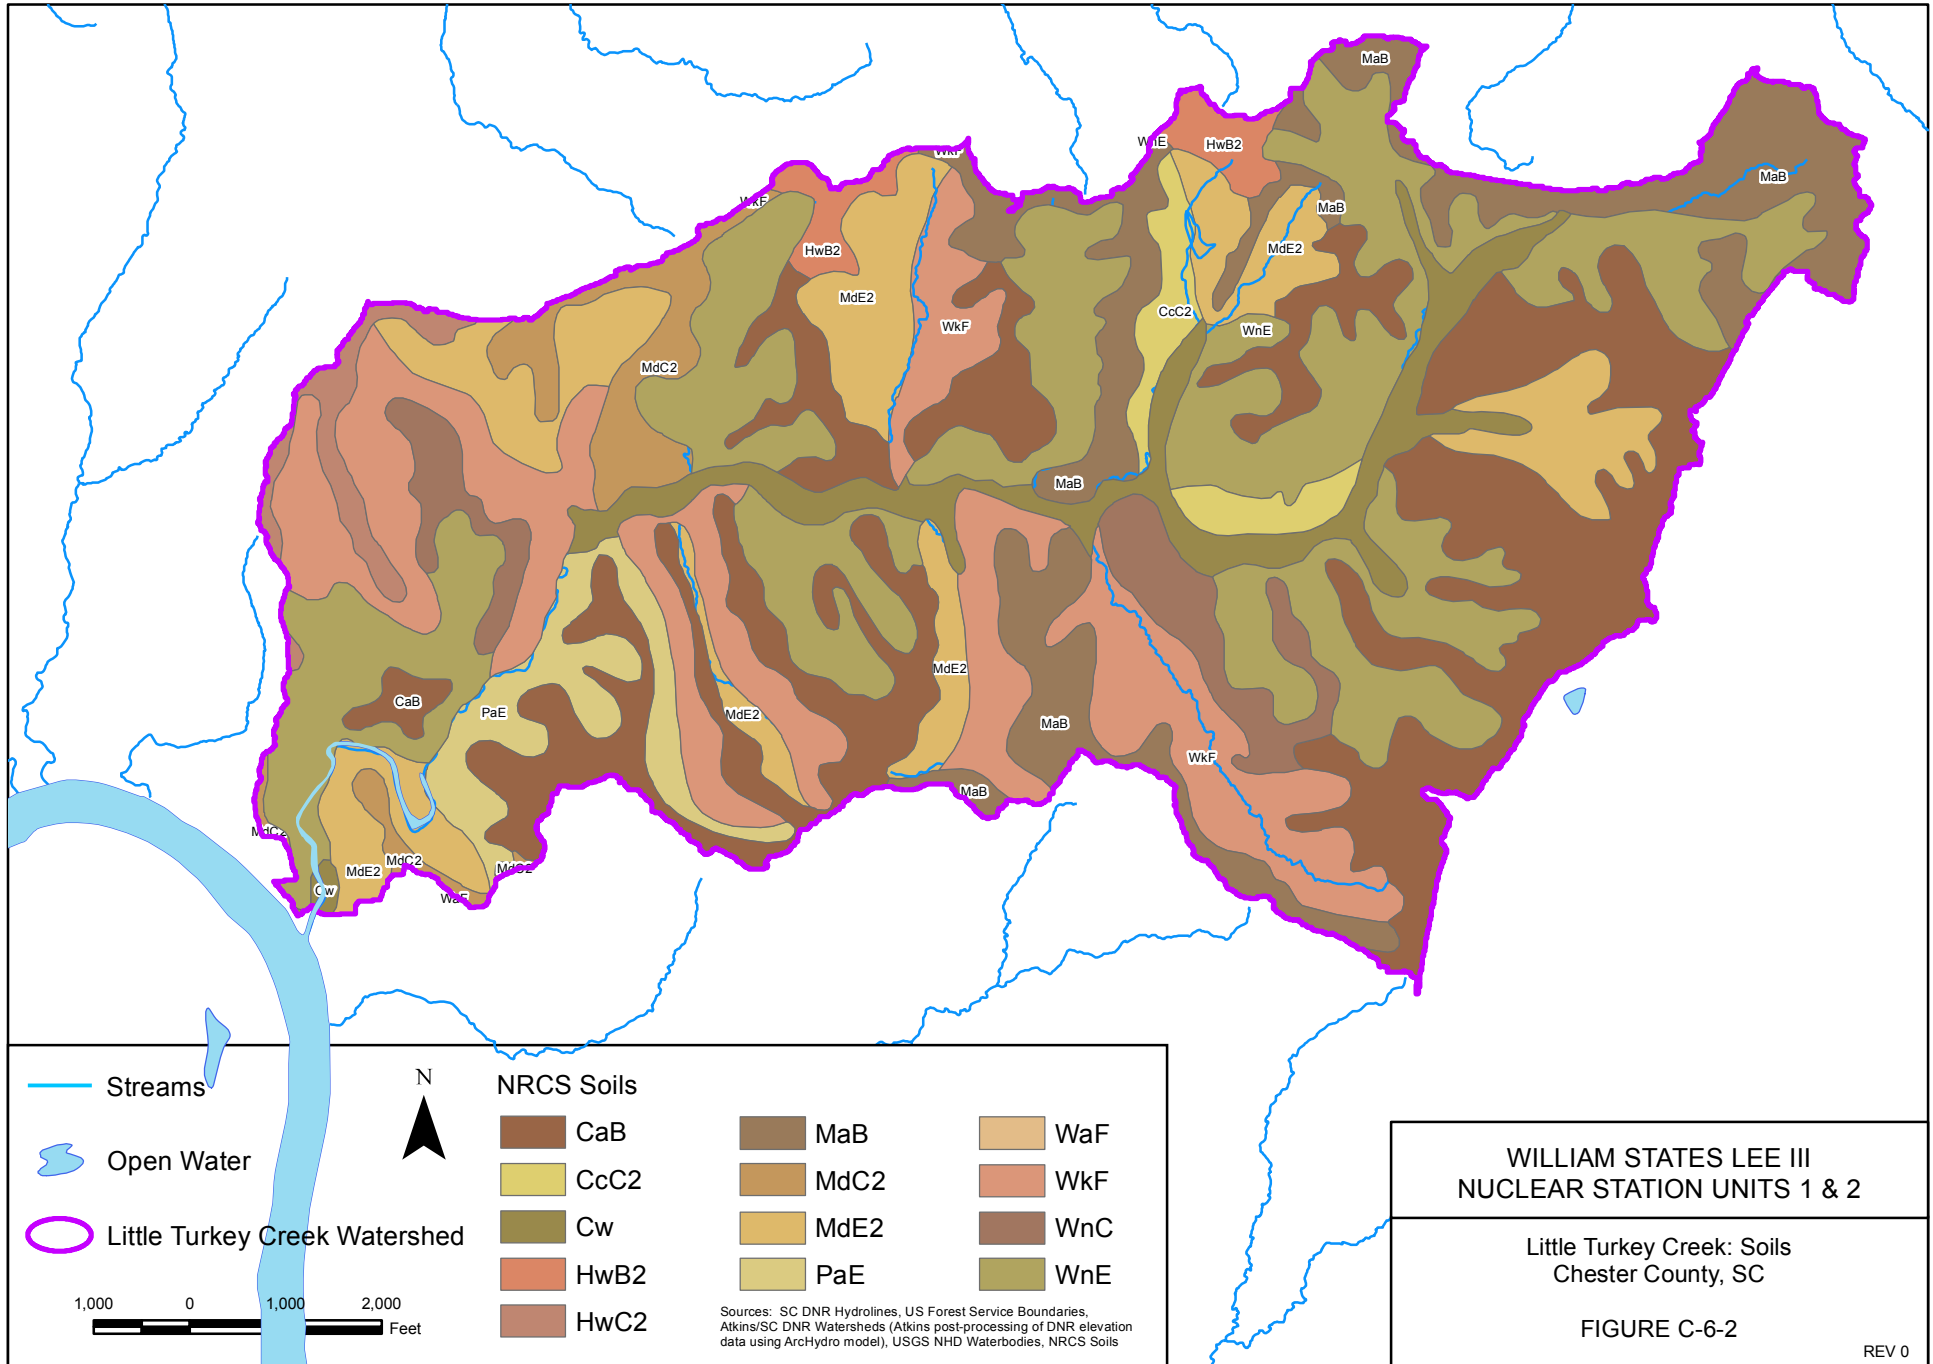 MaB
WnE
HwB2
WkF
MaB
WkF
MaB
HwB2
MdE2
MdE2
CcC2
WkF
WnE
MdC2
MaB
MdE2
CaB
PaE
MdE2
MaB
WkF
MaB
MdC2
MdE2
MdC2
MdC2
Cw
WaF
Streams
Open Water
Little Turkey Creek Watershed
1,000 0 1,000 2,000
Feet
N
NRCS Soils
CaB
CcC2
Cw
HwB2
HwC2
MaB
MdC2
MdE2
PaE
WaF
WkF
WnC
WnE
Sources: SC DNR Hydrolines, US Forest Service Boundaries,
Atkins/SC DNR Watersheds (Atkins post-processing of DNR elevation
data using ArcHydro model), USGS NHD Waterbodies, NRCS Soils
WILLIAM STATES LEE III
NUCLEAR STATION UNITS 1 & 2
Little Turkey Creek: Soils
Chester County, SC
FIGURE C-6-2
REV 0